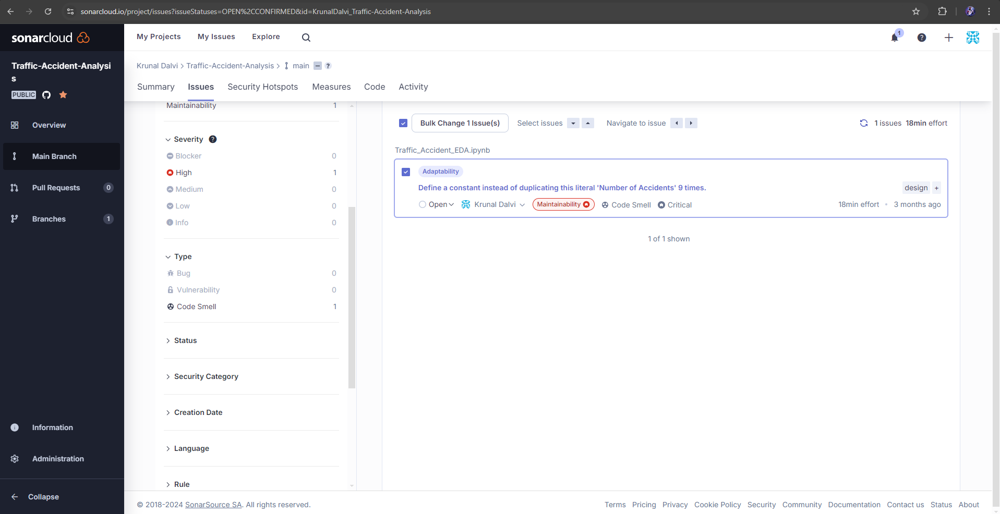 sonarcloud.io/project/issues?issueStatuses=OPEN%2CCONFIRMED&id=KrunalDalvi_Traffic-Accident-Analysis
sonarcloud
My Projects My Issues Explore
1
?
Traffic-Accident-Analysi
s
PUBLIC
Overview
Main Branch
Pull Requests 0
Branches 1
Information
Administration
Collapse
Krunal Dalvi > Traffic-Accident-Analysis > main ?
Summary Issues Security Hotspots Measures Code Activity
Maintainability 1
Severity ?
Blocker 0
High 1
Medium 0
Low 0
Info 0
Type
Bug 0
Vulnerability 0
Code Smell 1
Status
Security Category
Creation Date
Language
Rule
Bulk Change 1 Issue(s) Select issues Navigate to issue 1 issues 18min effort
Traffic_Accident_EDA.ipynb
Adaptability
Define a constant instead of duplicating this literal 'Number of Accidents' 9 times. design +
Open Krunal Dalvi Maintainability Code Smell Critical 18min effort • 3 months ago
1 of 1 shown
© 2018-2024 SonarSource SA. All rights reserved. Terms Pricing Privacy Cookie Policy Security Community Documentation Contact us Status About